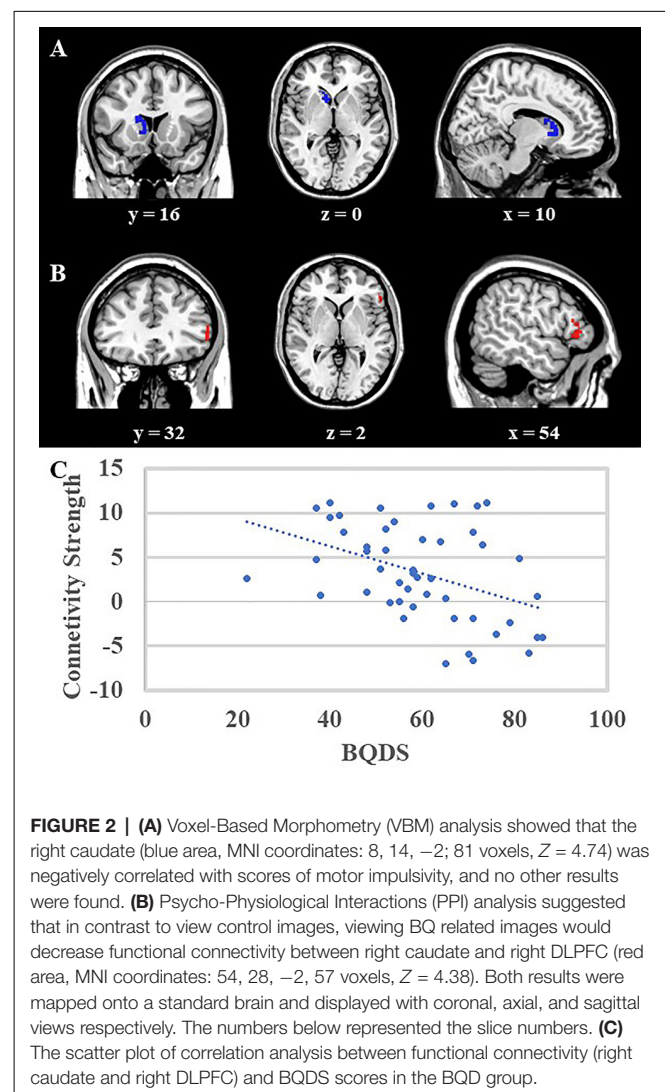 A
y = 16
z = 0
x = 10
B
y = 32
z = 2
x = 54
C
15
10
5
0
-5
-10
Connetivity Strength
0
20
40
60
80
100
BQDS
FIGURE 2 | (A) Voxel-Based Morphometry (VBM) analysis showed that the
right caudate (blue area, MNI coordinates: 8, 14, −2; 81 voxels, Z = 4.74) was
negatively correlated with scores of motor impulsivity, and no other results
were found. (B) Psycho-Physiological Interactions (PPI) analysis suggested
that in contrast to view control images, viewing BQ related images would
decrease functional connectivity between right caudate and right DLPFC (red
area, MNI coordinates: 54, 28, −2, 57 voxels, Z = 4.38). Both results were
mapped onto a standard brain and displayed with coronal, axial, and sagittal
views respectively. The numbers below represented the slice numbers. (C)
The scatter plot of correlation analysis between functional connectivity (right
caudate and right DLPFC) and BQDS scores in the BQD group.